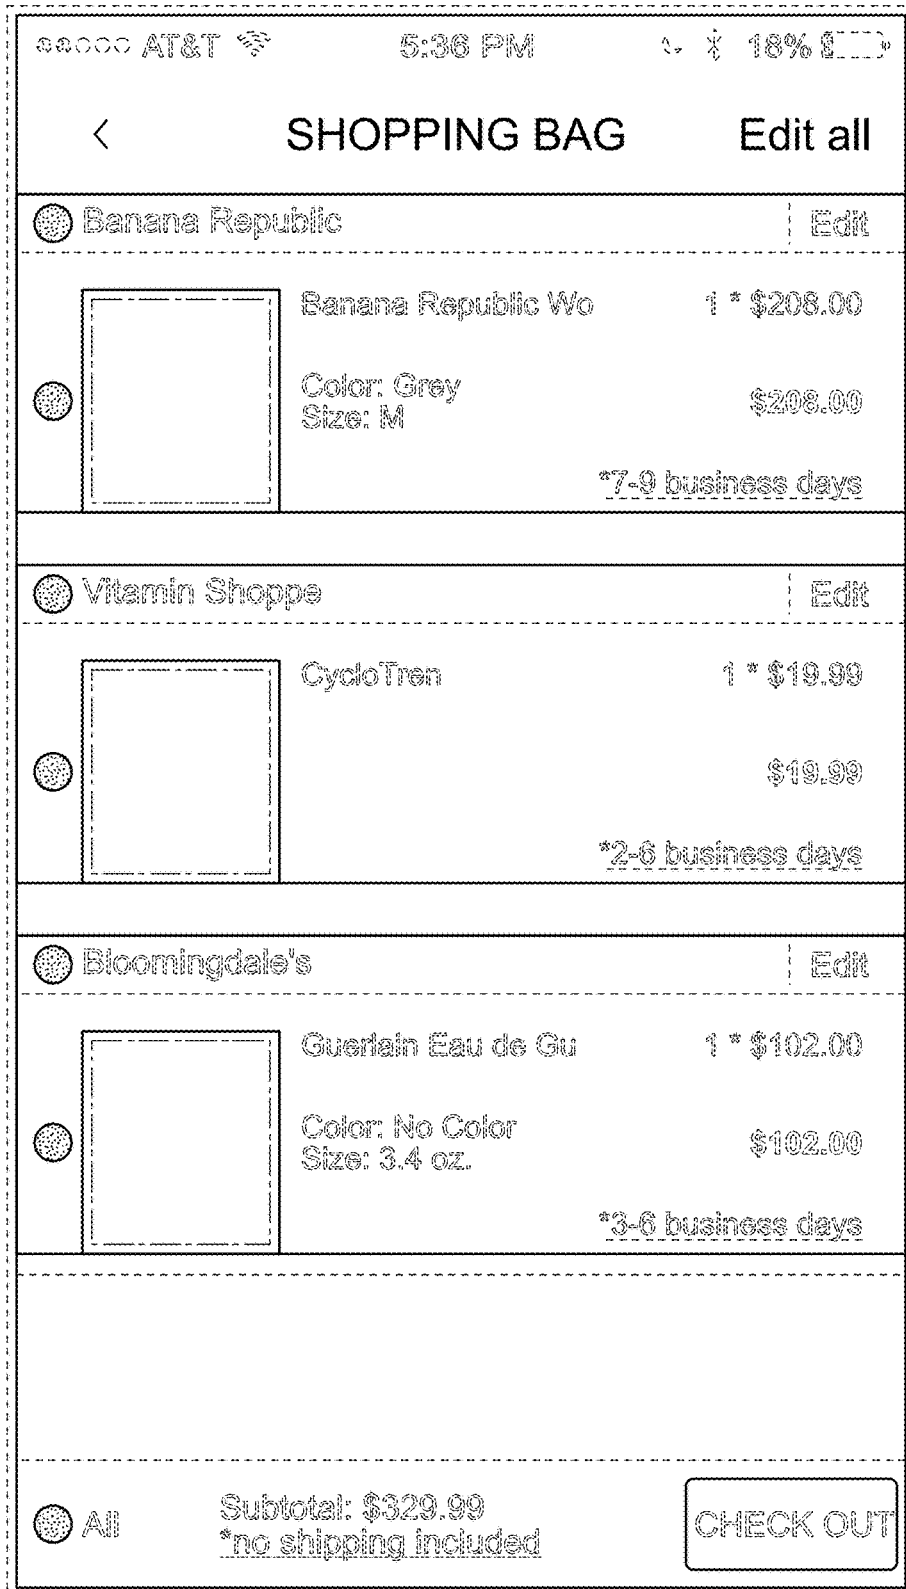 AT&T 5:36 PM 18%
< SHOPPING BAG Edit all
Banana Republic Edit
Banana Republic Wo 1 * $208.00
Color: Grey
Size: M
$208.00
*7-9 business days
Vitamin Shoppe Edit
CycloTren 1 * $19.99
$19.99
*2-6 business days
Bloomingdale's Edit
Guerlain Eau de Gu 1 * $102.00
Color: No Color
Size: 3.4 oz.
$102.00
*3-6 business days
All
Subtotal: $329.99
*no shipping included
CHECK OUT